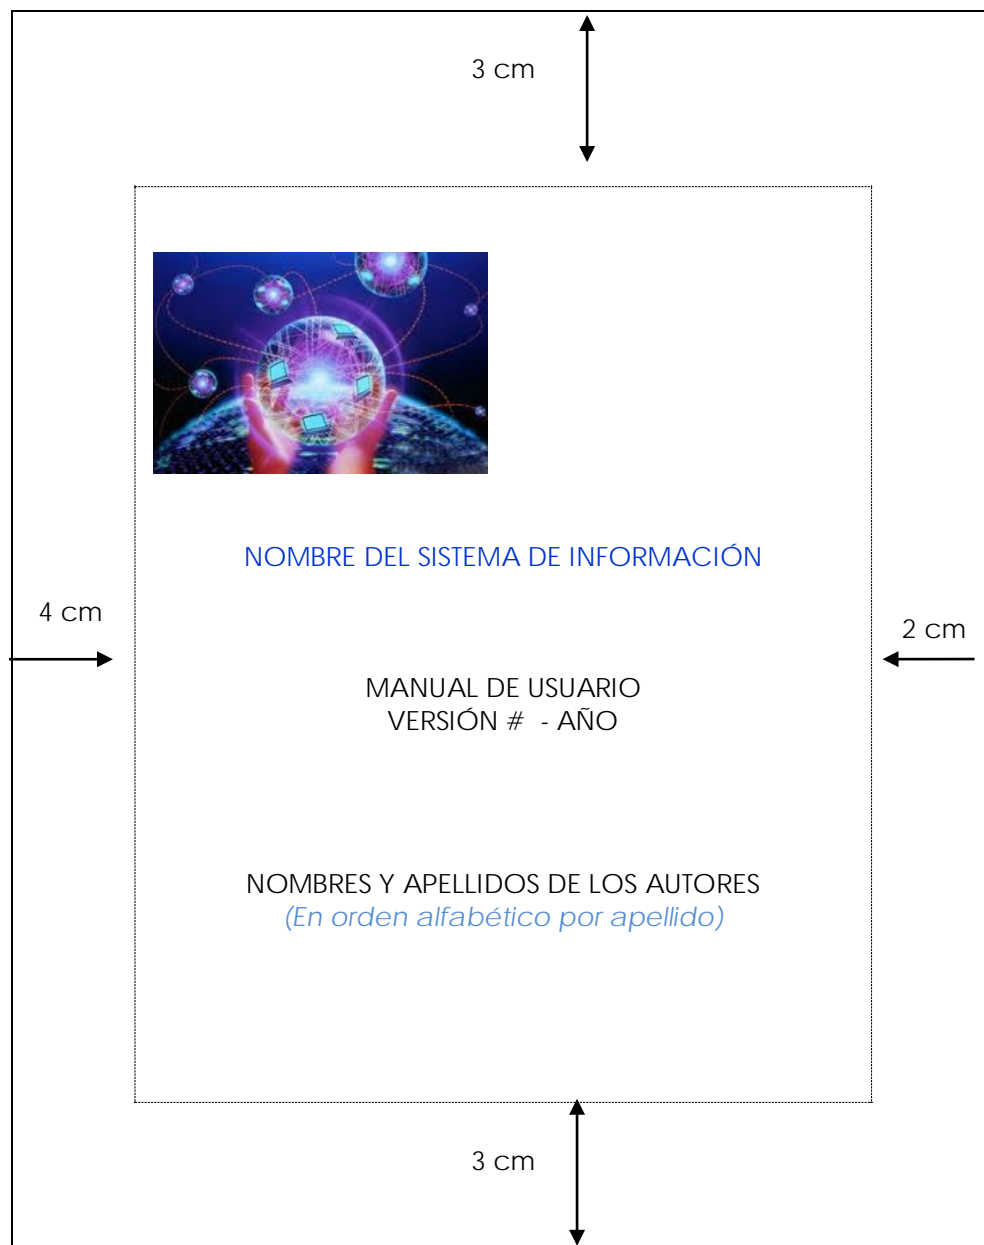 3 cm
NOMBRE DEL SISTEMA DE INFORMACIÓN
4 cm
2 cm
MANUAL DE USUARIO
VERSIÓN # - AÑO
NOMBRES Y APELLIDOS DE LOS AUTORES
(En orden alfabético por apellido)
3 cm